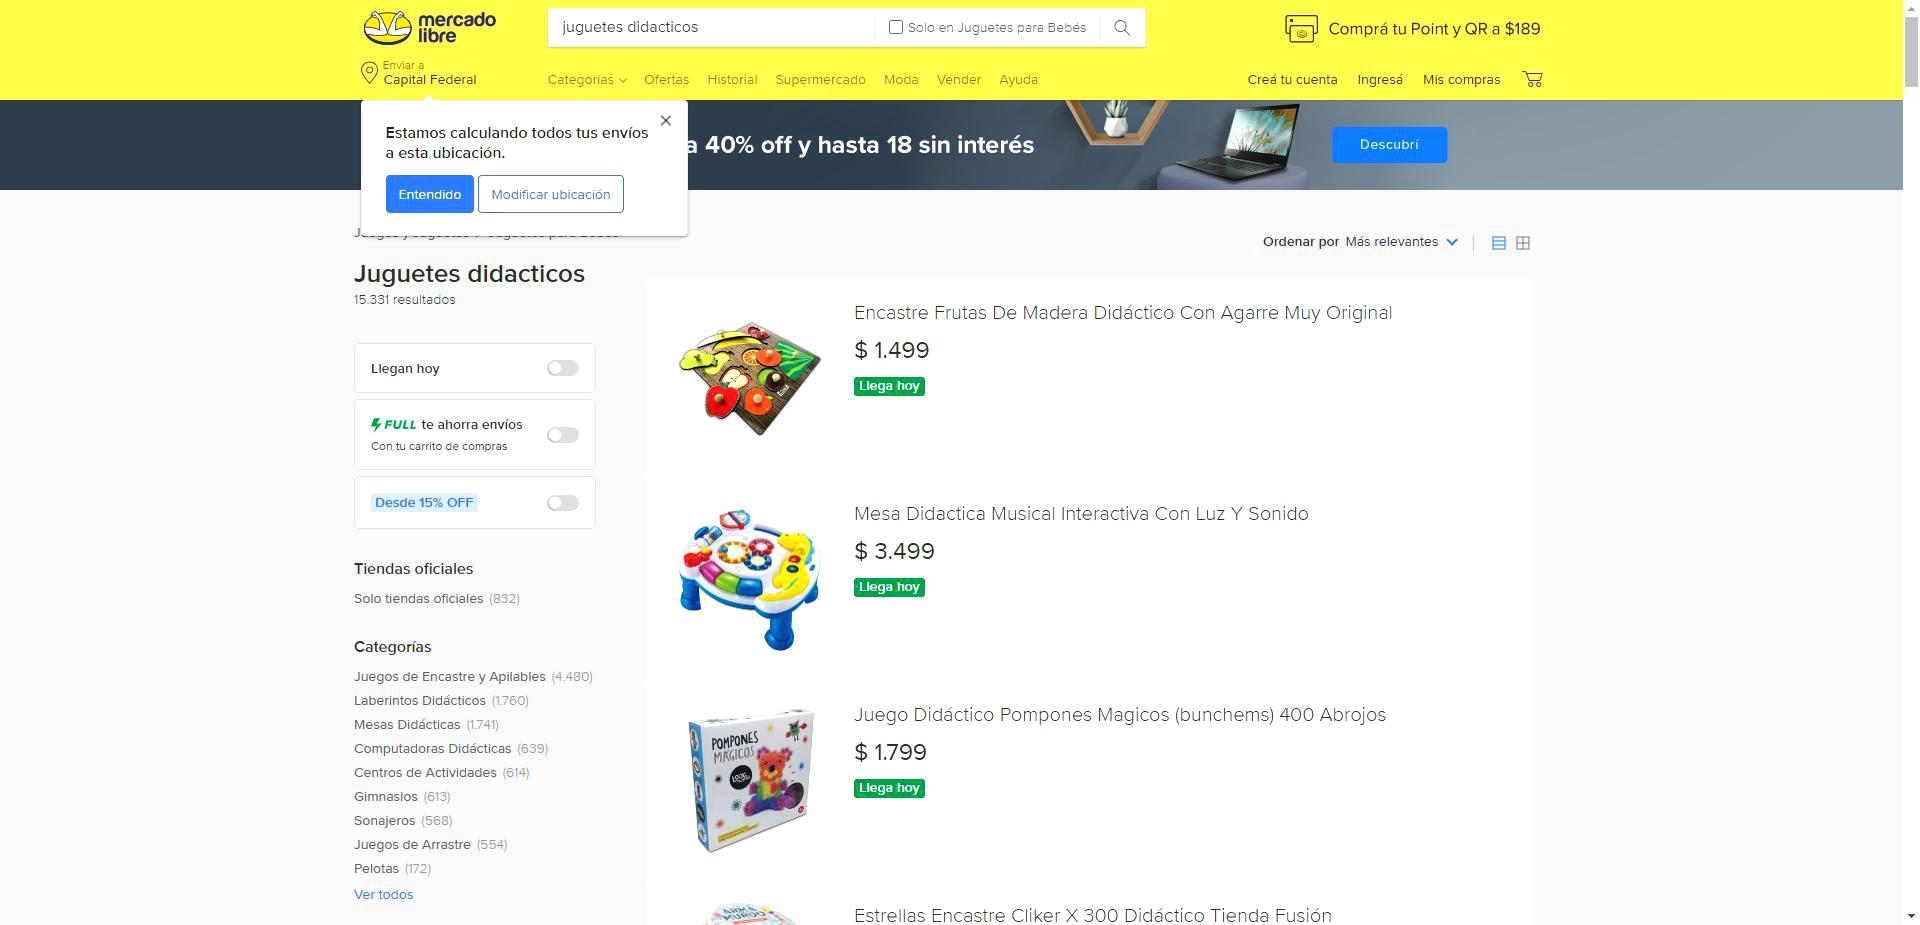 mercado
libre
juguetes didacticos
Solo en Juguetes para Bebés
Comprá tu Point y QR a $189
Enviar a
Capital Federal
Categorías
Ofertas
Historial
Supermercado
Moda
Vender
Ayuda
Creá tu cuenta
Ingresá
Mis compras
Estamos calculando todos tus envíos
a esta ubicación.
Entendido
Modificar ubicación
a 40% off y hasta 18 sin interés
Descubrí
Ordenar por Más relevantes
Juguetes didacticos
15.331 resultados
Llegan hoy
FULL te ahorra envíos
Con tu carrito de compras
Desde 15% OFF
Tiendas oficiales
Solo tiendas oficiales (832)
Categorías
Juegos de Encastre y Apilables (4.480)
Laberintos Didácticos (1.760)
Mesas Didácticas (1.741)
Computadoras Didácticas (639)
Centros de Actividades (614)
Gimnasios (613)
Sonajeros (568)
Juegos de Arrastre (554)
Pelotas (172)
Ver todos
Encastre Frutas De Madera Didáctico Con Agarre Muy Original
$ 1.499
Llega hoy
Mesa Didactica Musical Interactiva Con Luz Y Sonido
$ 3.499
Llega hoy
POMPONES
MÁGICOS
Juego Didáctico Pompones Magicos (bunchems) 400 Abrojos
$ 1.799
Llega hoy
Estrellas Encastre Cliker X 300 Didáctico Tienda Fusión